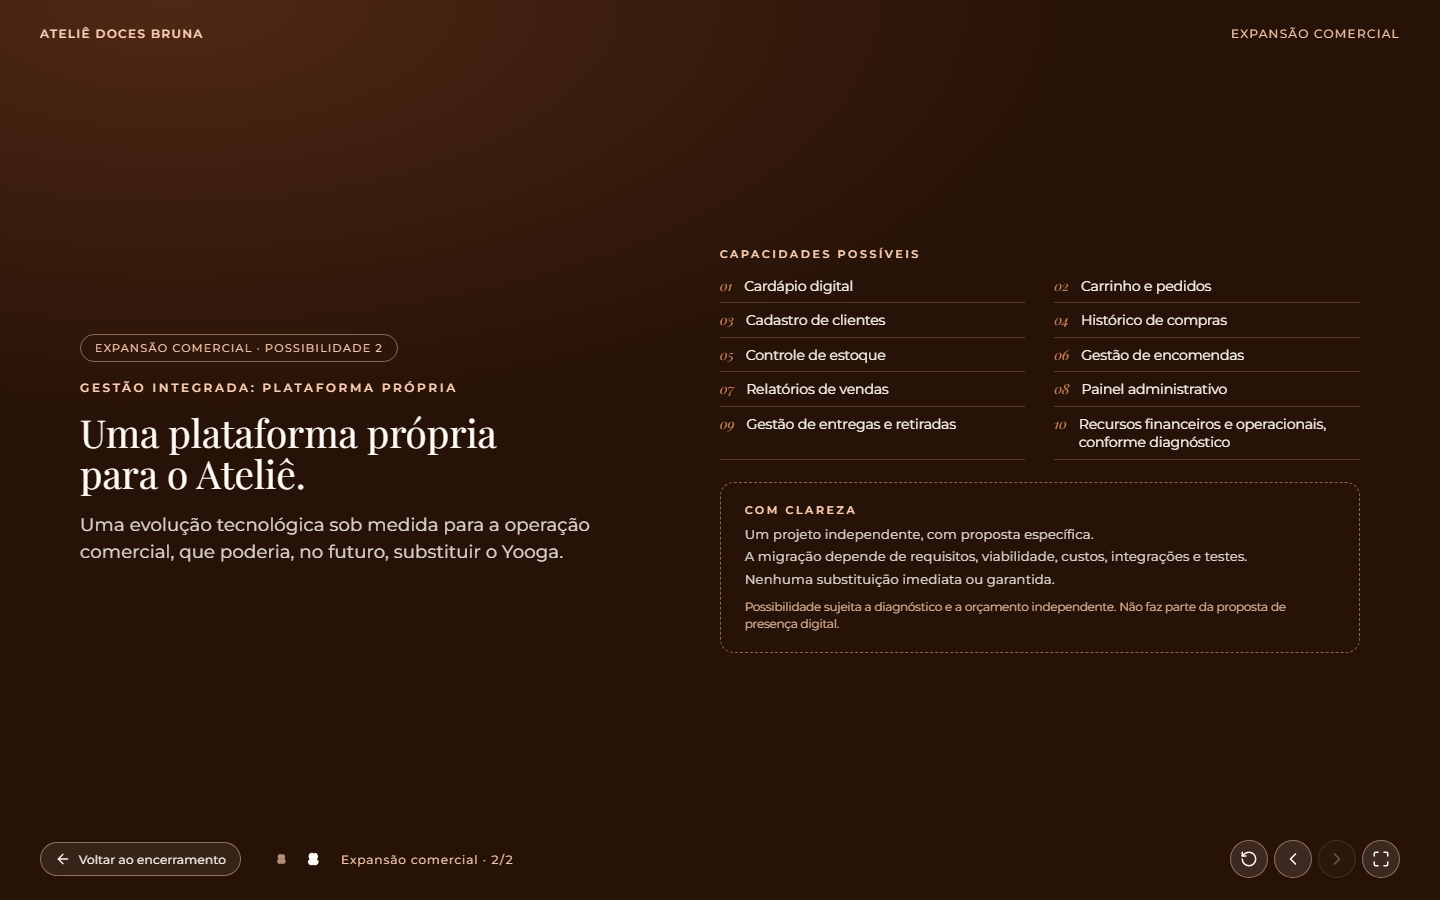 ATELIÊ DOCES BRUNA
EXPANSÃO COMERCIAL
EXPANSÃO COMERCIAL · POSSIBILIDADE 2
GESTÃO INTEGRADA: PLATAFORMA PRÓPRIA
Uma plataforma própria
para o Ateliê.
Uma evolução tecnológica sob medida para a operação
comercial, que poderia, no futuro, substituir o Yooga.
CAPACIDADES POSSÍVEIS
01 Cardápio digital
02 Carrinho e pedidos
03 Cadastro de clientes
04 Histórico de compras
05 Controle de estoque
06 Gestão de encomendas
07 Relatórios de vendas
08 Painel administrativo
09 Gestão de entregas e retiradas
10 Recursos financeiros e operacionais,
conforme diagnóstico
COM CLAREZA
Um projeto independente, com proposta específica.
A migração depende de requisitos, viabilidade, custos, integrações e testes.
Nenhuma substituição imediata ou garantida.
Possibilidade sujeita a diagnóstico e a orçamento independente. Não faz parte da proposta de
presença digital.
Voltar ao encerramento
Expansão comercial · 2/2